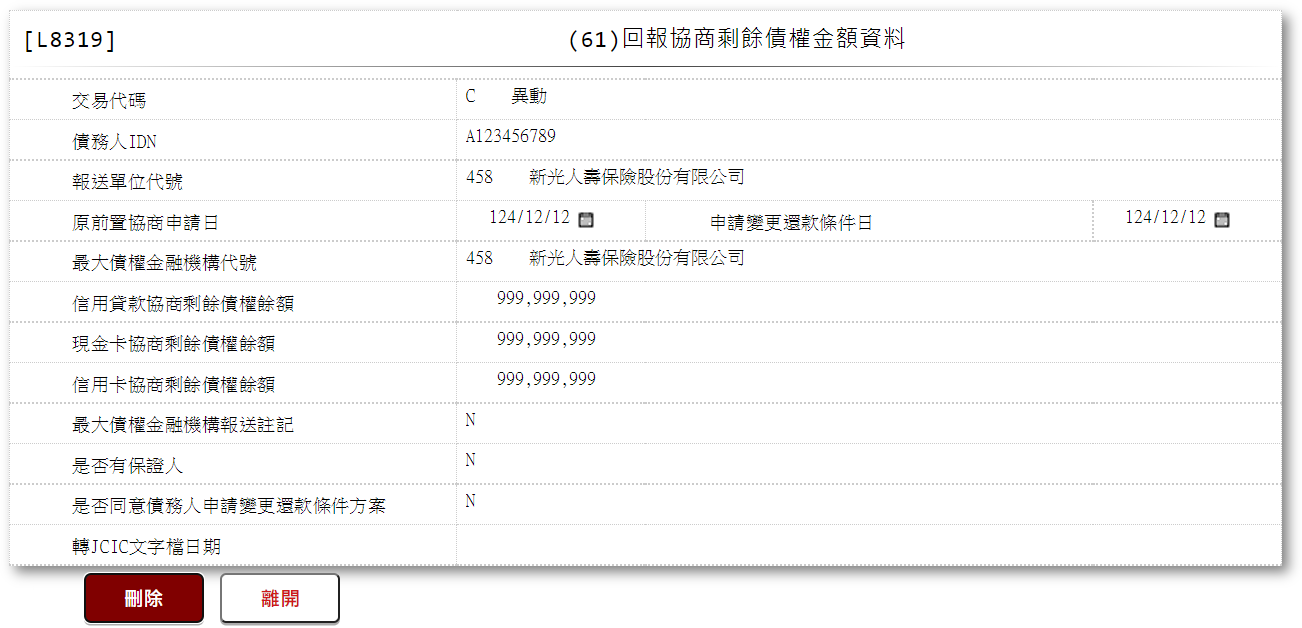 [L8319] (61)回報協商剩餘債權金額資料
交易代碼 C 異動
債務人IDN A123456789
報送單位代號 458 新光人壽保險股份有限公司
原前置協商申請日 124/12/12 申請變更還款條件日 124/12/12
最大債權金融機構代號 458 新光人壽保險股份有限公司
信用貸款協商剩餘債權餘額 999,999,999
現金卡協商剩餘債權餘額 999,999,999
信用卡協商剩餘債權餘額 999,999,999
最大債權金融機構報送註記 N
是否有保證人 N
是否同意債務人申請變更還款條件方案 N
轉JCIC文字檔日期
刪除 離開